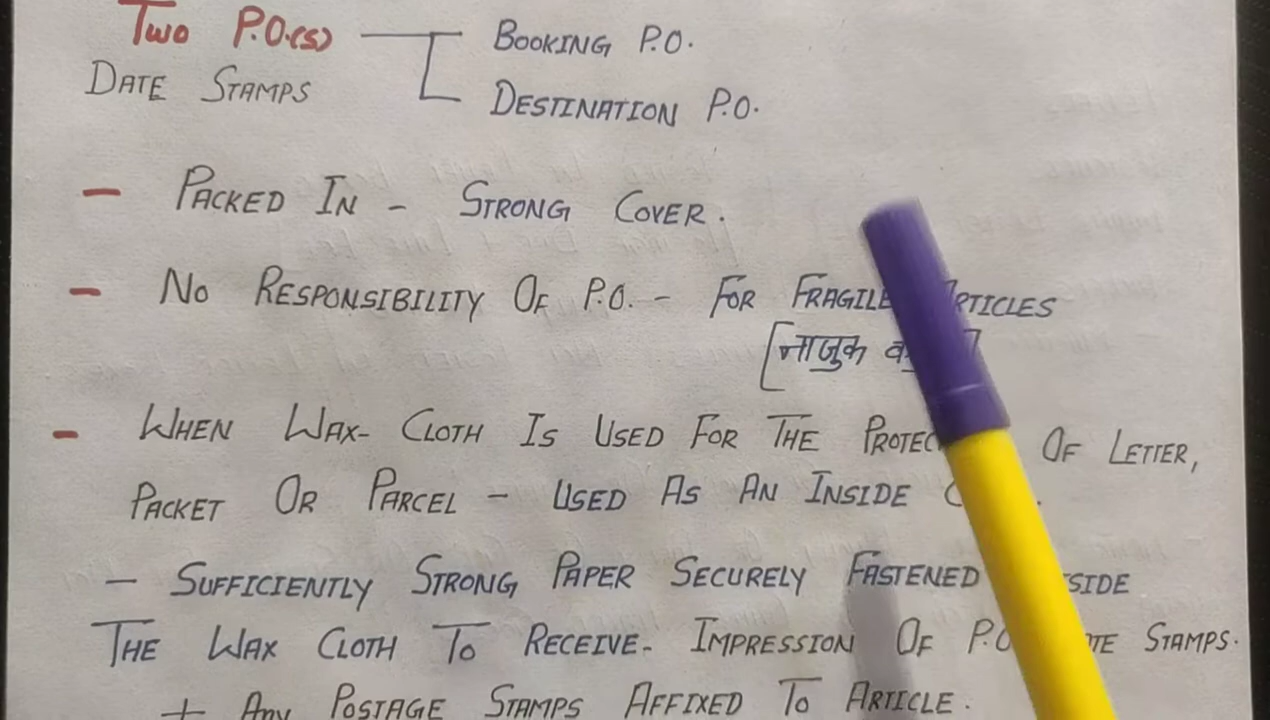 Two P.O.(s) — BOOKING P.O.
DATE STAMPS DESTINATION P.O.
- PACKED IN - STRONG COVER.
- NO RESPONSIBILITY OF P.O. - FOR FRAGILE ARTICLES
[नाजुक
- WHEN WAX-CLOTH IS USED FOR THE OF LETTER,
PACKET OR PARCEL - USED AS AN INSIDE
- SUFFICIENTLY STRONG PAPER SECURELY FASTENED
THE WAX CLOTH TO RECEIVE- IMPRESSION OF P.O. STAMPS.
+ ANY POSTAGE STAMPS AFFIXED TO ARTICLE.